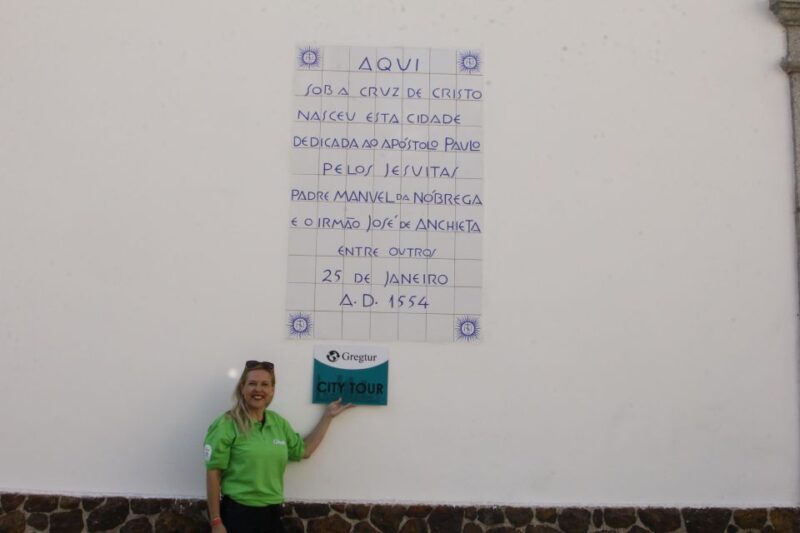 AQUI
SOB A CRUZ DE CRISTO
NASCEU ESTA CIDADE
DEDICADA AO APÓSTOLO PAULO
PELOS JESUITAS
PADRE MANUEL DA NÓBREGA
E O IRMÃO JOSÉ DE ANCHIETA
ENTRE OUTROS
25 DE JANEIRO
A.D. 1554
Gregtur
CITY TOUR